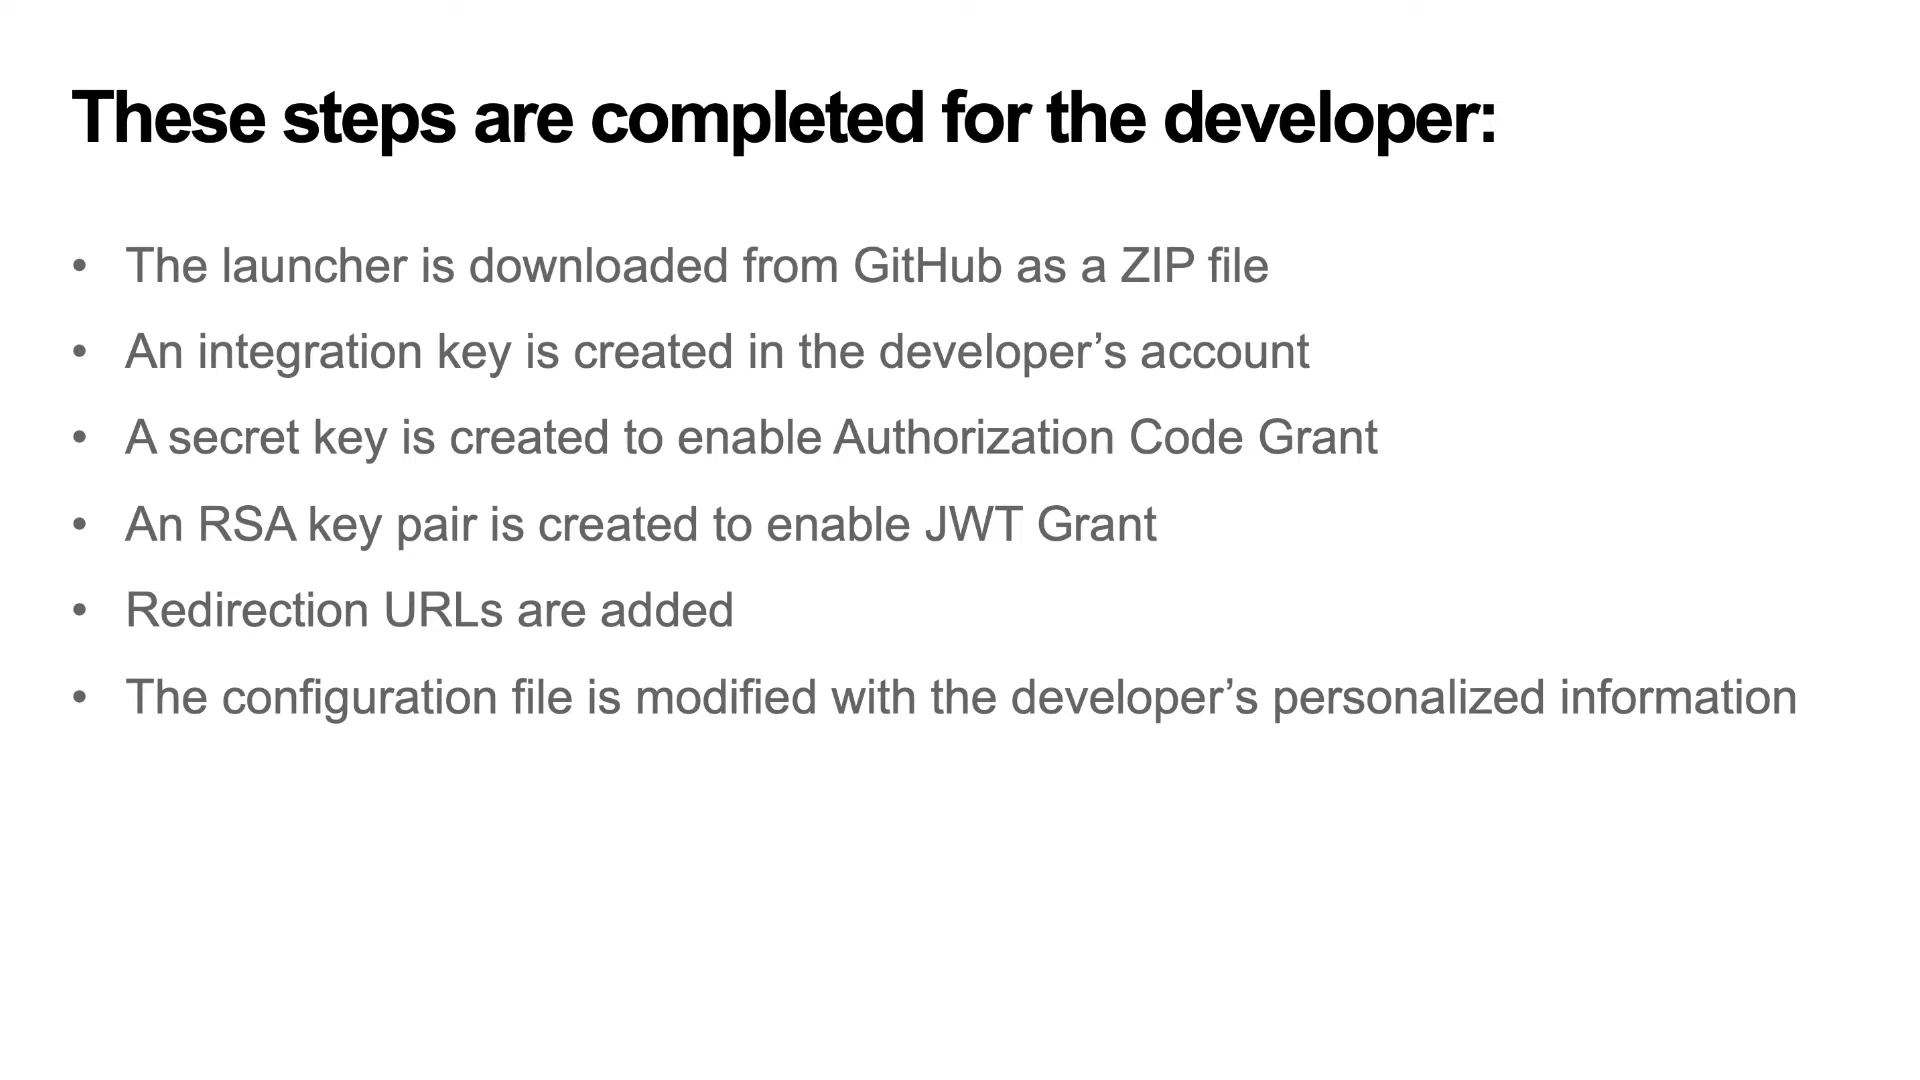 These steps are completed for the developer:
• The launcher is downloaded from GitHub as a ZIP file
• An integration key is created in the developer’s account
• A secret key is created to enable Authorization Code Grant
• An RSA key pair is created to enable JWT Grant
• Redirection URLs are added
• The configuration file is modified with the developer’s personalized information